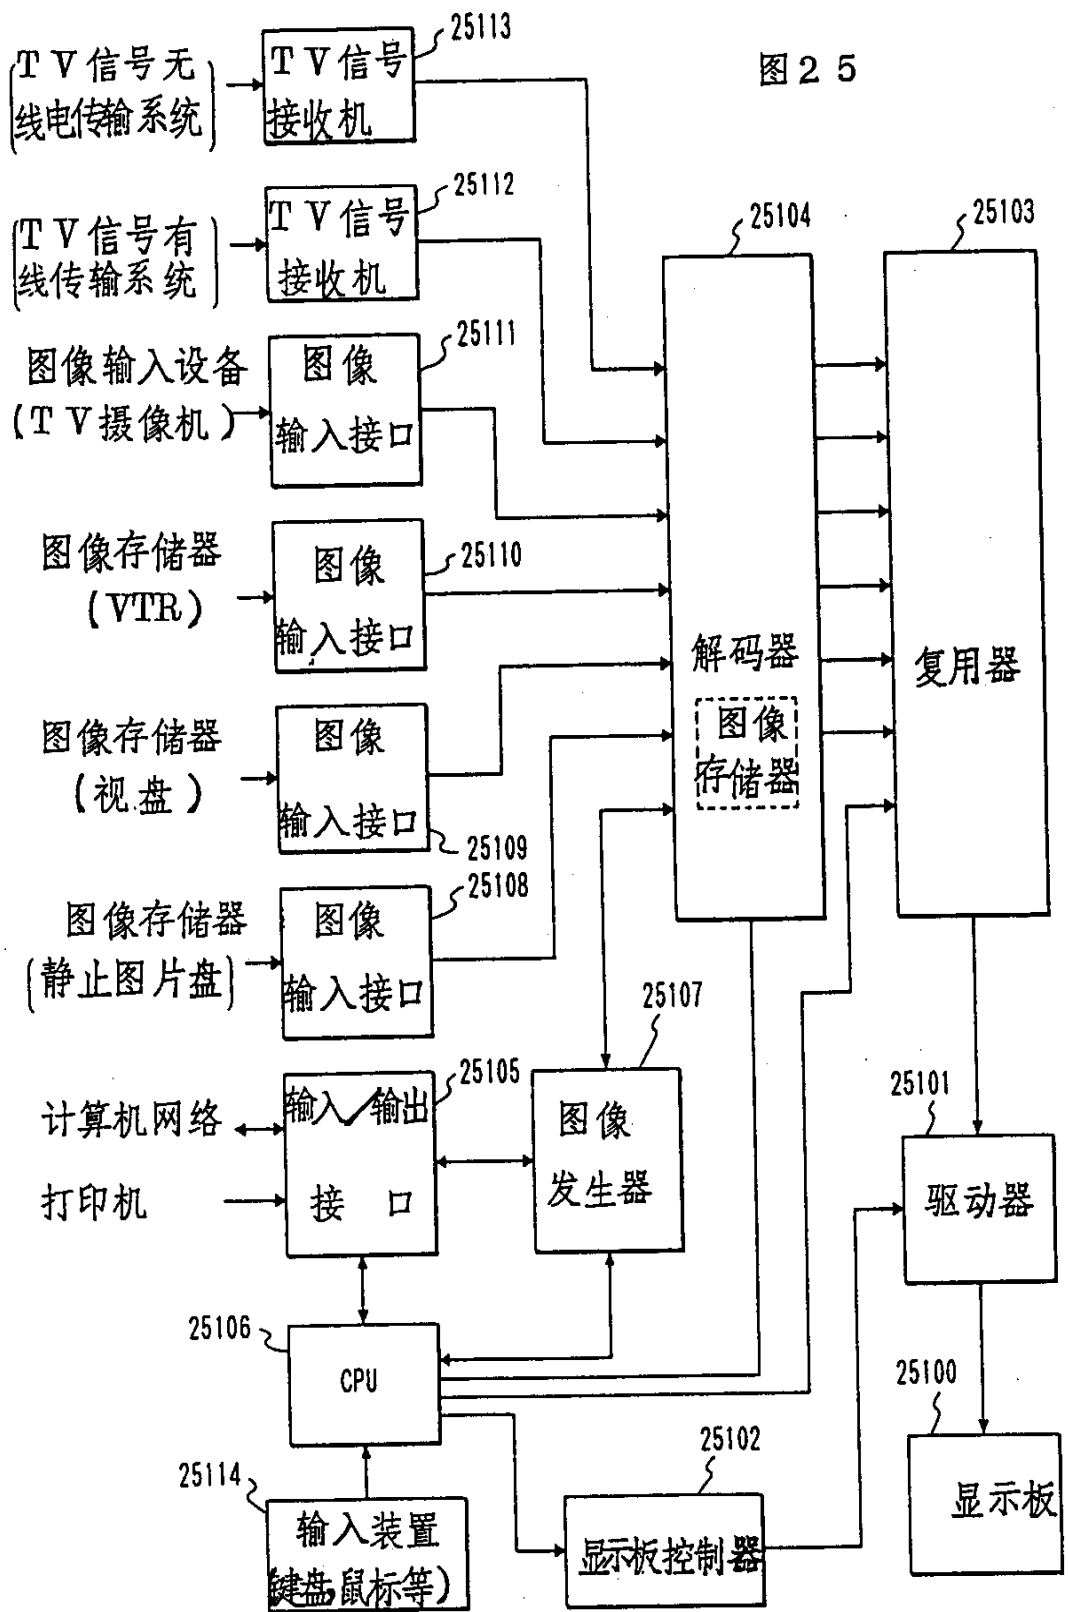 图25
25113
TV信号无
线电传输系统
TV信号
接收机
25112
TV信号有
线传输系统
TV信号
接收机
25104
25103
25111
图像输入设备
(TV摄像机)
图像
输入接口
25110
图像存储器
(VTR)
图像
输入接口
解码器
图像
存储器
复用器
图像存储器
(视盘)
图像
输入接口
25109
25108
图像存储器
(静止图片盘)
图像
输入接口
25107
25105
计算机网络
打印机
输入/输出
接口
图像
发生器
25101
驱动器
25106
CPU
25100
显示板
25114
输入装置
(键盘,鼠标等)
25102
显示板控制器